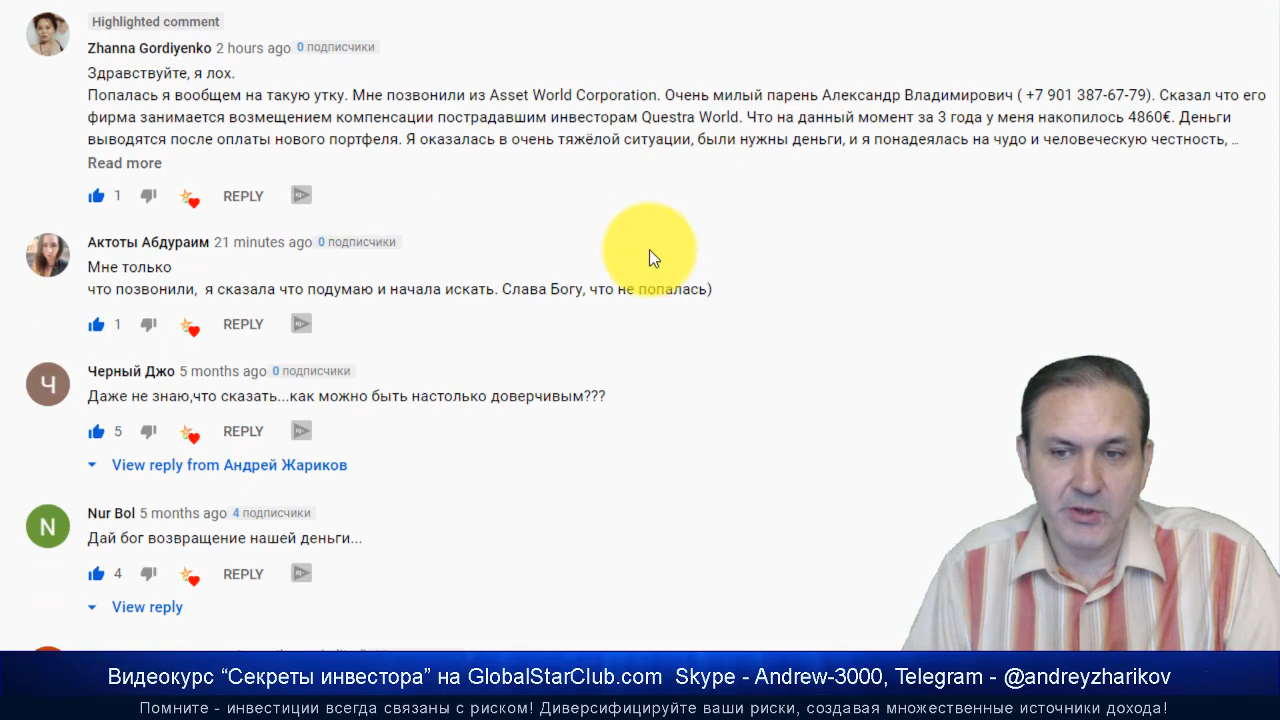 Highlighted comment
Zhanna Gordiyenko 2 hours ago 0 подписчики
Здравствуйте, я лох.
Попалась я вообщем на такую утку. Мне позвонили из Asset World Corporation. Очень милый парень Александр Владимирович ( +7 901 387-67-79). Сказал что его
фирма занимается возмещением компенсации пострадавшим инвесторам Questra World. Что на данный момент за 3 года у меня накопилось 4860€. Деньги
выводятся после оплаты нового портфеля. Я оказалась в очень тяжёлой ситуации, были нужны деньги, и я понадеялась на чудо и человеческую честность, …
Read more
1 REPLY
Актоты Абдураим 21 minutes ago 0 подписчики
Мне только
что позвонили, я сказала что подумаю и начала искать. Слава Богу, что не попалась)
1 REPLY
Черный Джо 5 months ago 0 подписчики
Ч
Даже не знаю,что сказать...как можно быть настолько доверчивым???
5 REPLY
View reply from Андрей Жариков
Nur Bol 5 months ago 4 подписчики
N
Дай бог возвращение нашей деньги...
4 REPLY
View reply
Видеокурс “Секреты инвестора” на GlobalStarClub.com Skype - Andrew-3000, Telegram - @andreyzharikov
Помните - инвестиции всегда связаны с риском! Диверсифицируйте ваши риски, создавая множественные источники дохода!